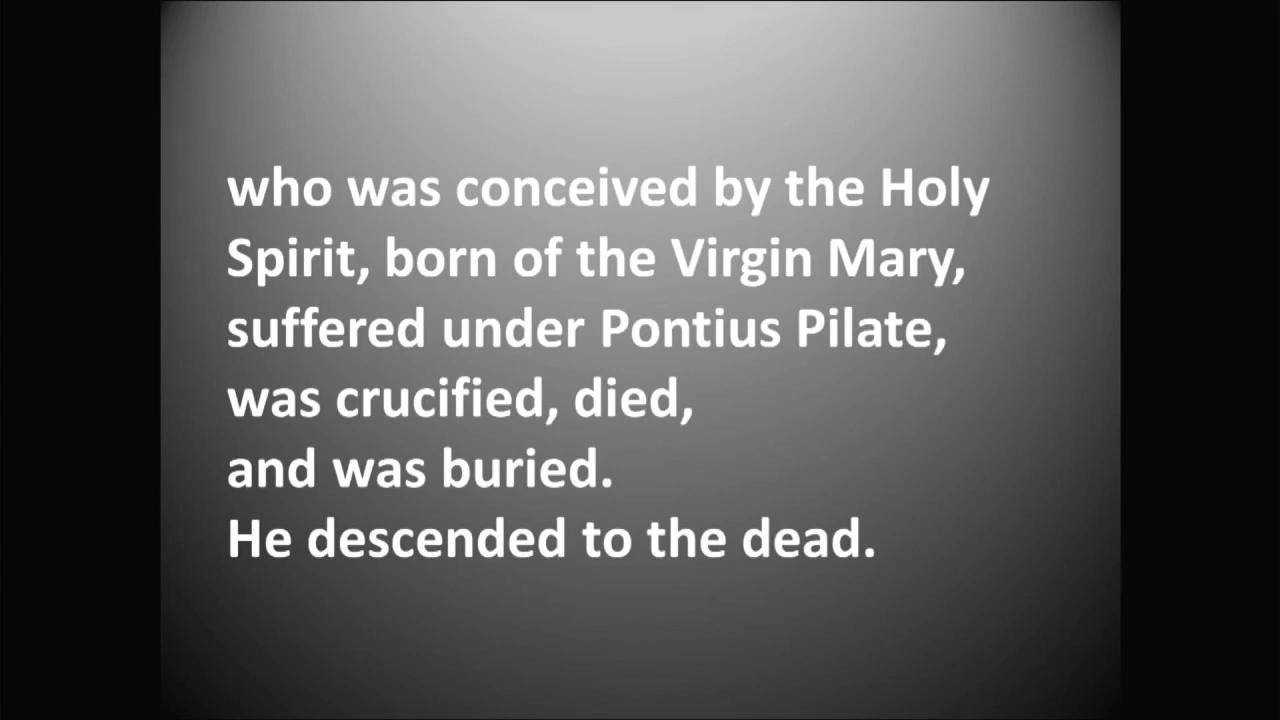 who was conceived by the Holy
Spirit, born of the Virgin Mary,
suffered under Pontius Pilate,
was crucified, died,
and was buried.
He descended to the dead.